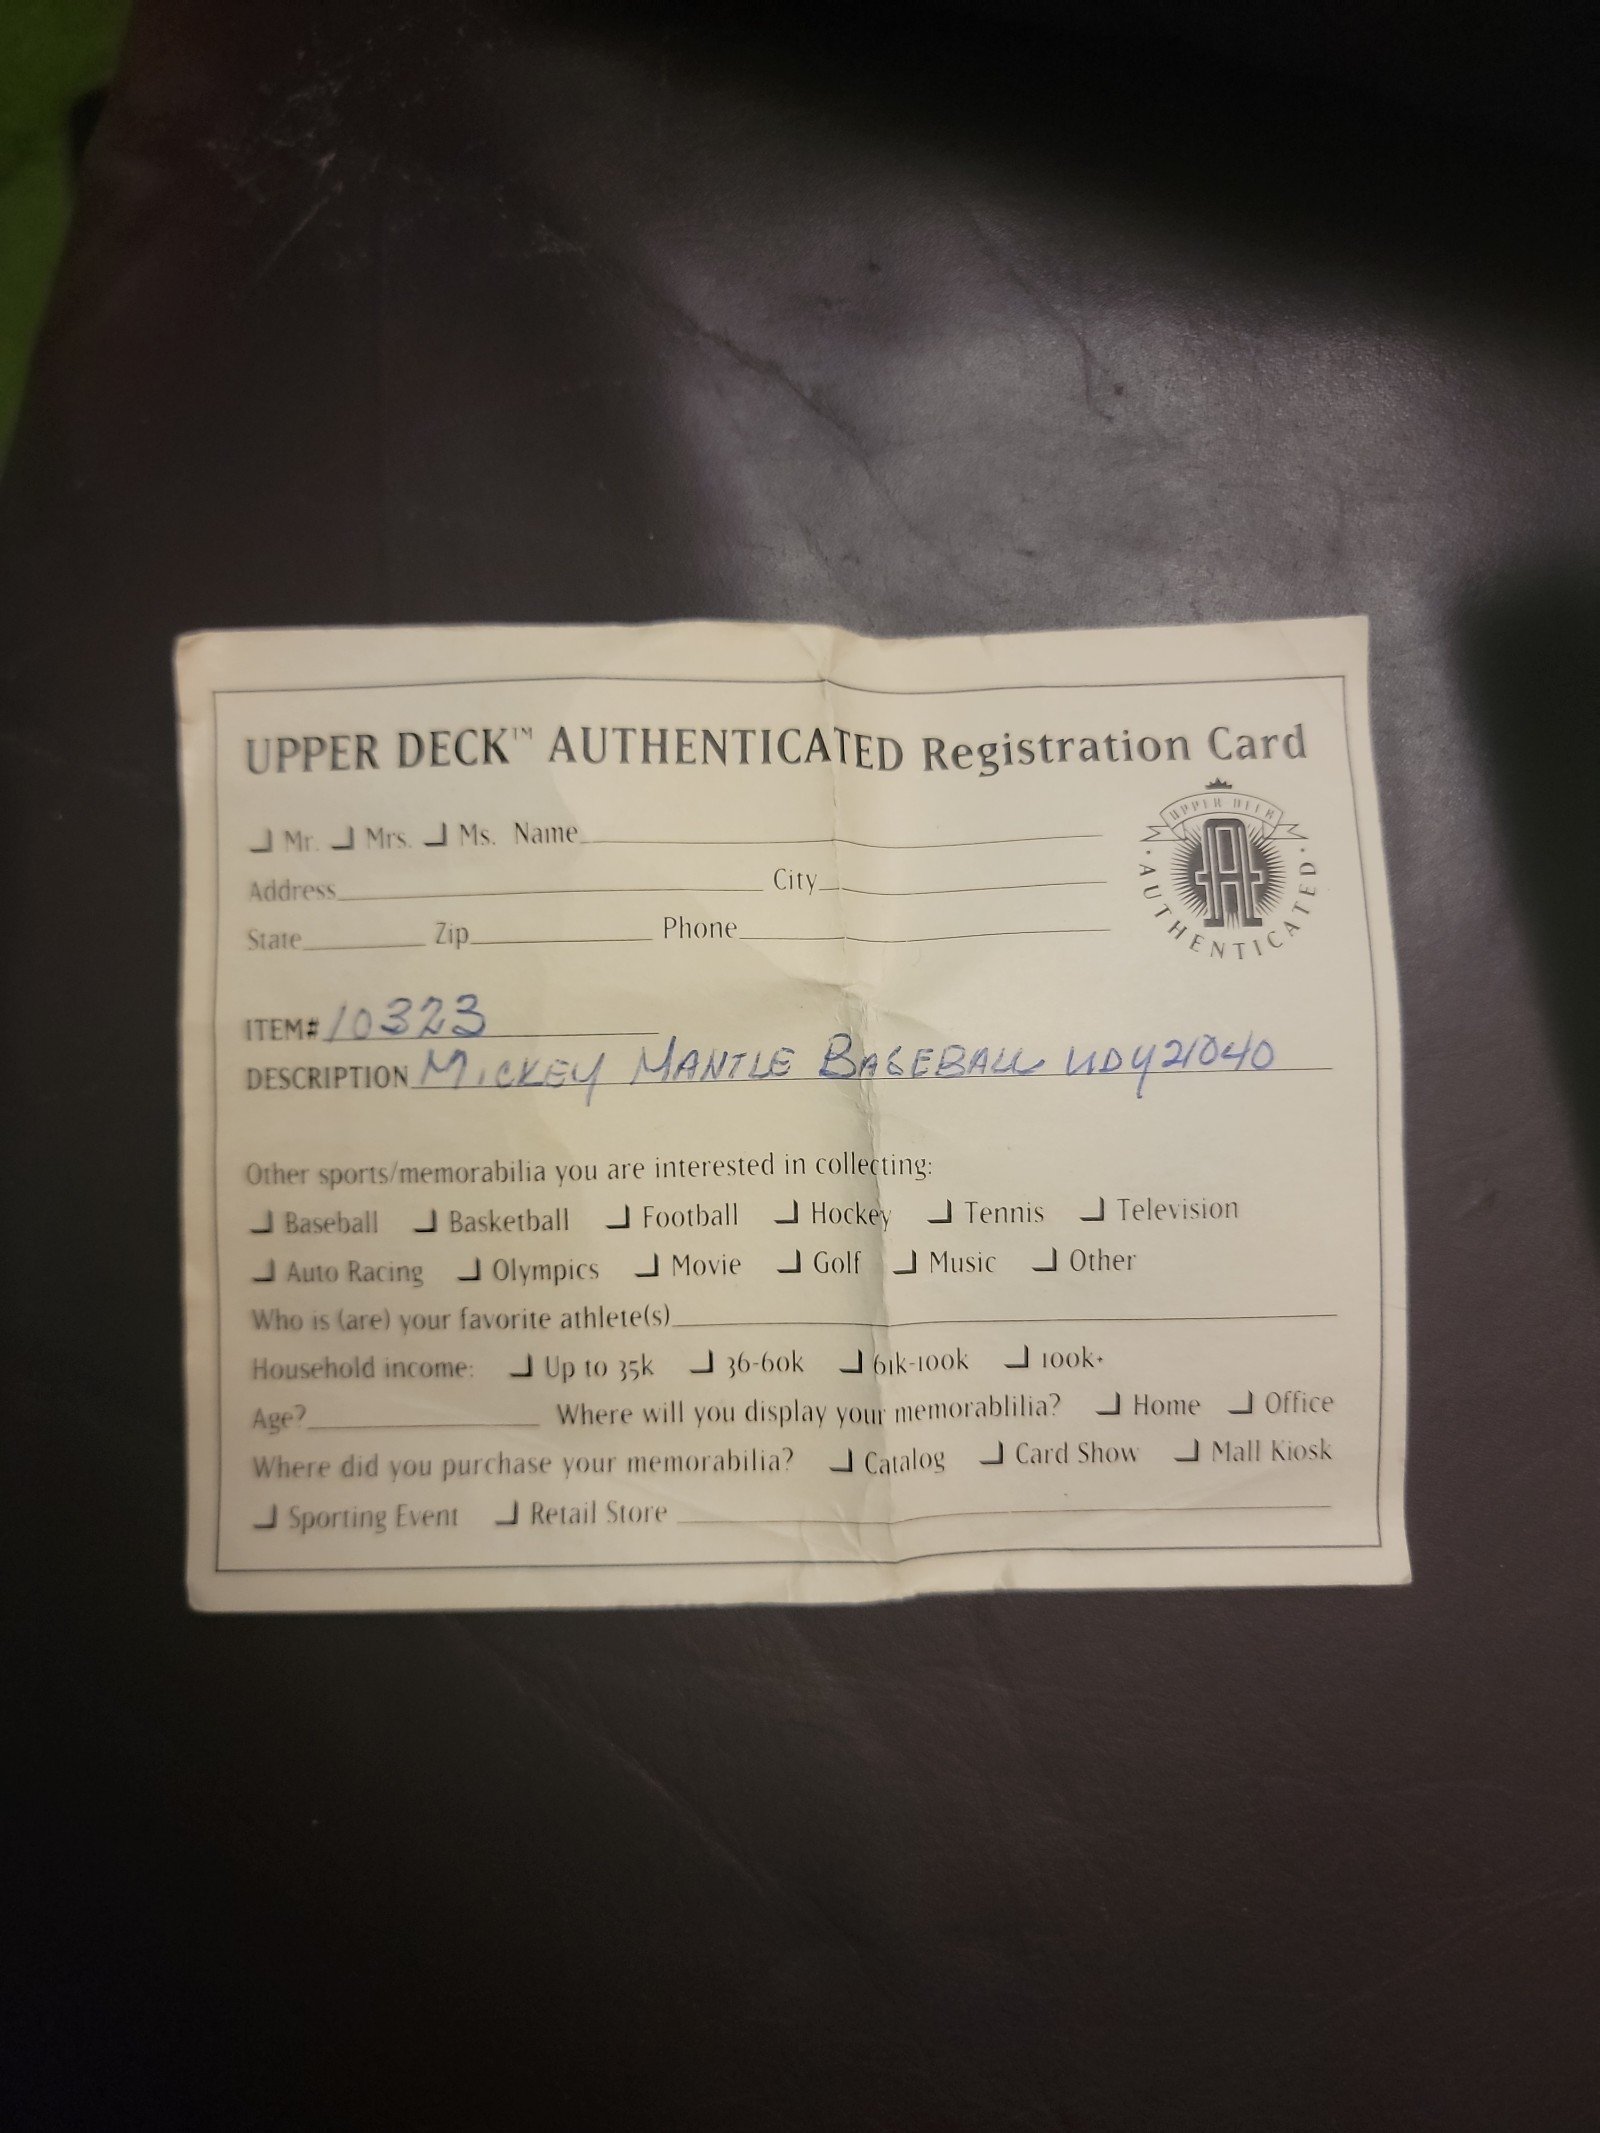 UPPER DECK™ AUTHENTICATED Registration Card
UPPER DECK
AUTHENTICATED
Mr. Mrs. Ms. Name
Address City
State Zip Phone
ITEM# 10323
DESCRIPTION MICKEY MANTLE BASEBALL UDY21040
Other sports/memorabilia you are interested in collecting:
Baseball Basketball Football Hockey Tennis Television
Auto Racing Olympics Movie Golf Music Other
Who is (are) your favorite athlete(s)
Household income: Up to 35k 36-60k 61k-100k 100k+
Age? Where will you display your memorablilia? Home Office
Where did you purchase your memorabilia? Catalog Card Show Mall Kiosk
Sporting Event Retail Store